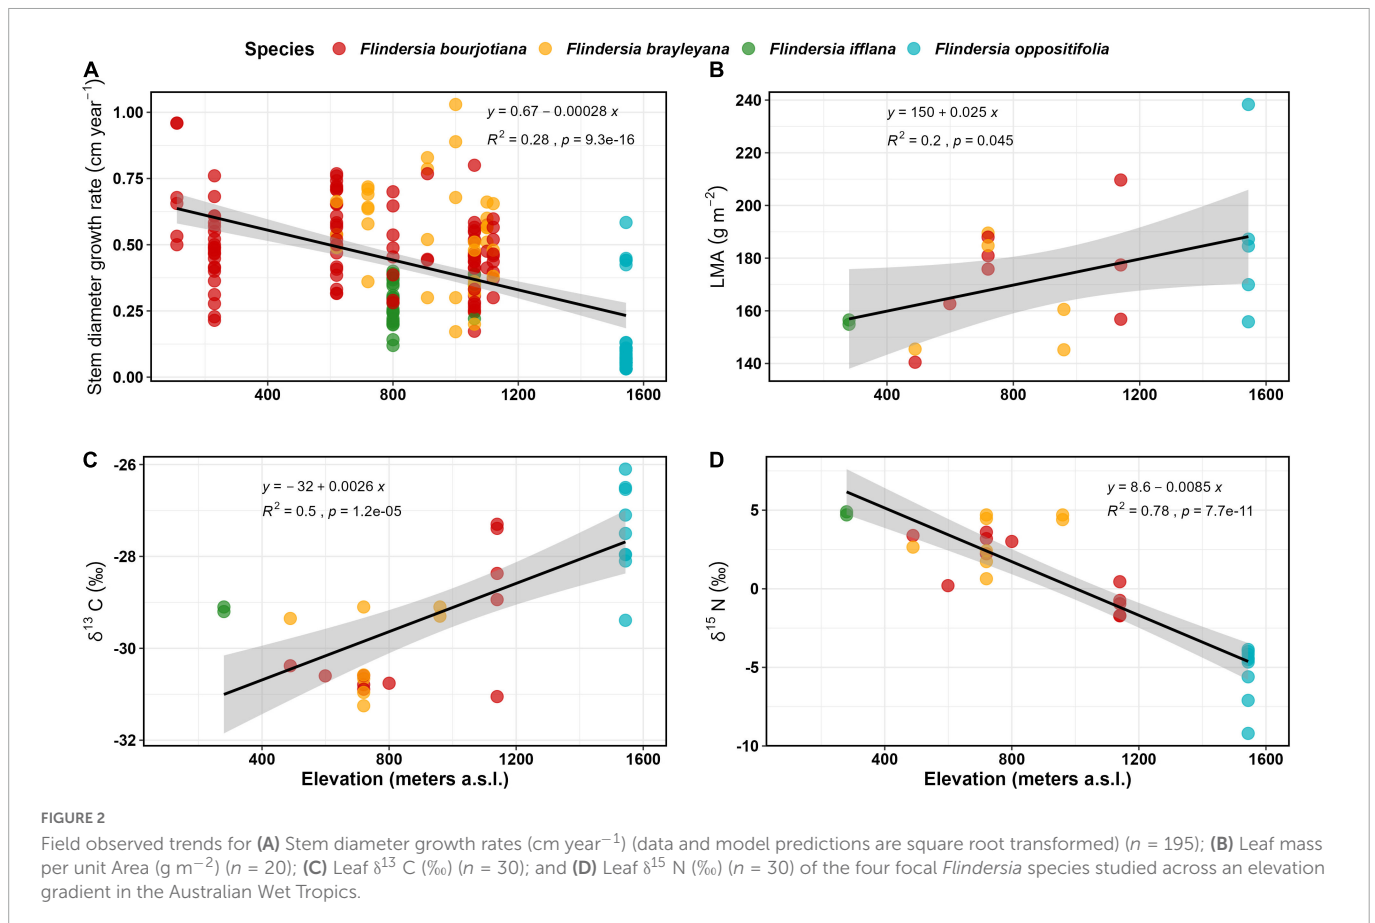 Species Flindersia bourjotiana Flindersia brayleyana Flindersia ifflana Flindersia oppositifolia
A
Stem diameter growth rate (cm year⁻¹)
y = 0.67 − 0.00028 x
R² = 0.28 , p = 9.3e-16
1.00
0.75
0.50
0.25
0.00
400 800 1200 1600
B
LMA (g m⁻²)
y = 150 + 0.025 x
R² = 0.2 , p = 0.045
240
220
200
180
160
140
400 800 1200 1600
C
δ¹³ C (‰)
y = − 32 + 0.0026 x
R² = 0.5 , p = 1.2e-05
-26
-28
-30
-32
400 800 1200 1600
Elevation (meters a.s.l.)
D
δ¹⁵ N (‰)
y = 8.6 − 0.0085 x
R² = 0.78 , p = 7.7e-11
5
0
-5
-10
400 800 1200 1600
Elevation (meters a.s.l.)
FIGURE 2
Field observed trends for (A) Stem diameter growth rates (cm year⁻¹) (data and model predictions are square root transformed) (n = 195); (B) Leaf mass
per unit Area (g m⁻²) (n = 20); (C) Leaf δ¹³ C (‰) (n = 30); and (D) Leaf δ¹⁵ N (‰) (n = 30) of the four focal Flindersia species studied across an elevation
gradient in the Australian Wet Tropics.